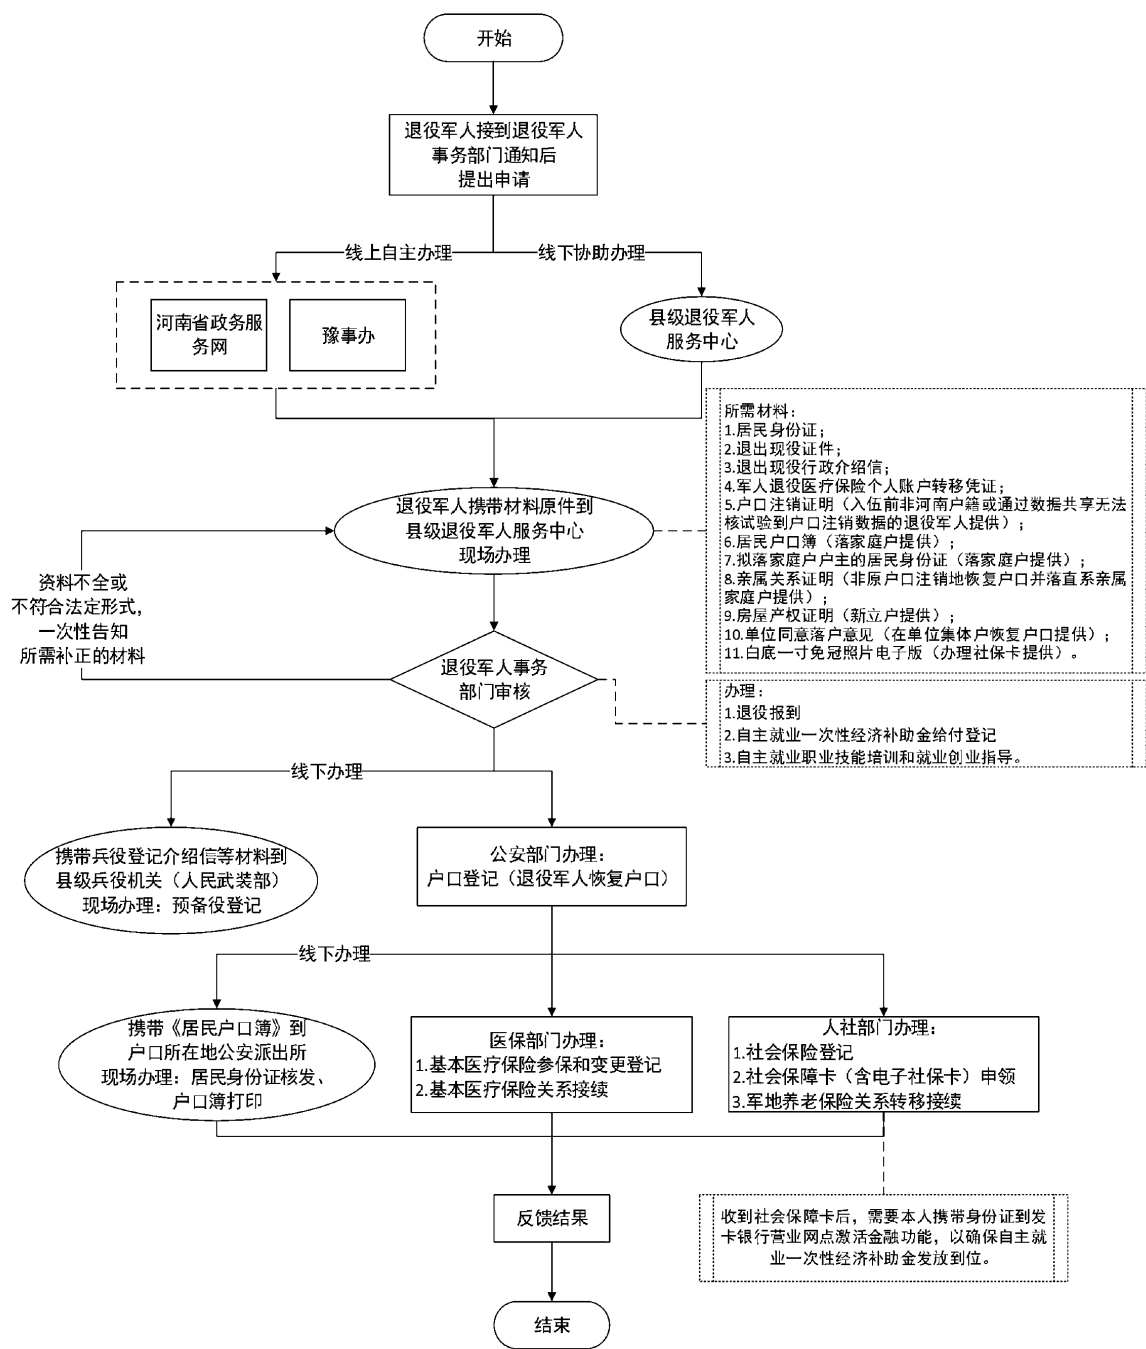 开始
退役军人接到退役军人
事务部门通知后
提出申请
线上自主办理
线下协助办理
河南省政务服
务网
豫事办
县级退役军人
服务中心
所需材料：
1.居民身份证；
2.退出现役证件；
3.退出现役行政介绍信；
4.军人退役医疗保险个人账户转移凭证；
5.户口注销证明（入伍前非河南户籍或通过数据共享无法
核试验到户口注销数据的退役军人提供）；
6.居民户口簿（落家庭户提供）；
7.拟落家庭户户主的居民身份证（落家庭户提供）；
8.亲属关系证明（非原户口注销地恢复户口并落直系亲属
家庭户提供）；
9.房屋产权证明（新立户提供）；
10.单位同意落户意见（在单位集体户恢复户口提供）；
11.白底一寸免冠照片电子版（办理社保卡提供）。
退役军人携带材料原件到
县级退役军人服务中心
现场办理
资料不全或
不符合法定形式，
一次性告知
所需补正的材料
退役军人事务
部门审核
办理：
1.退役报到
2.自主就业一次性经济补助金给付登记
3.自主就业职业技能培训和就业创业指导。
线下办理
携带兵役登记介绍信等材料到
县级兵役机关（人民武装部）
现场办理：预备役登记
公安部门办理：
户口登记（退役军人恢复户口）
线下办理
携带《居民户口簿》到
户口所在地公安派出所
现场办理：居民身份证核发、
户口簿打印
医保部门办理：
1.基本医疗保险参保和变更登记
2.基本医疗保险关系接续
人社部门办理：
1.社会保险登记
2.社会保障卡（含电子社保卡）申领
3.军地养老保险关系转移接续
反馈结果
收到社会保障卡后，需要本人携带身份证到发
卡银行营业网点激活金融功能，以确保自主就
业一次性经济补助金发放到位。
结束